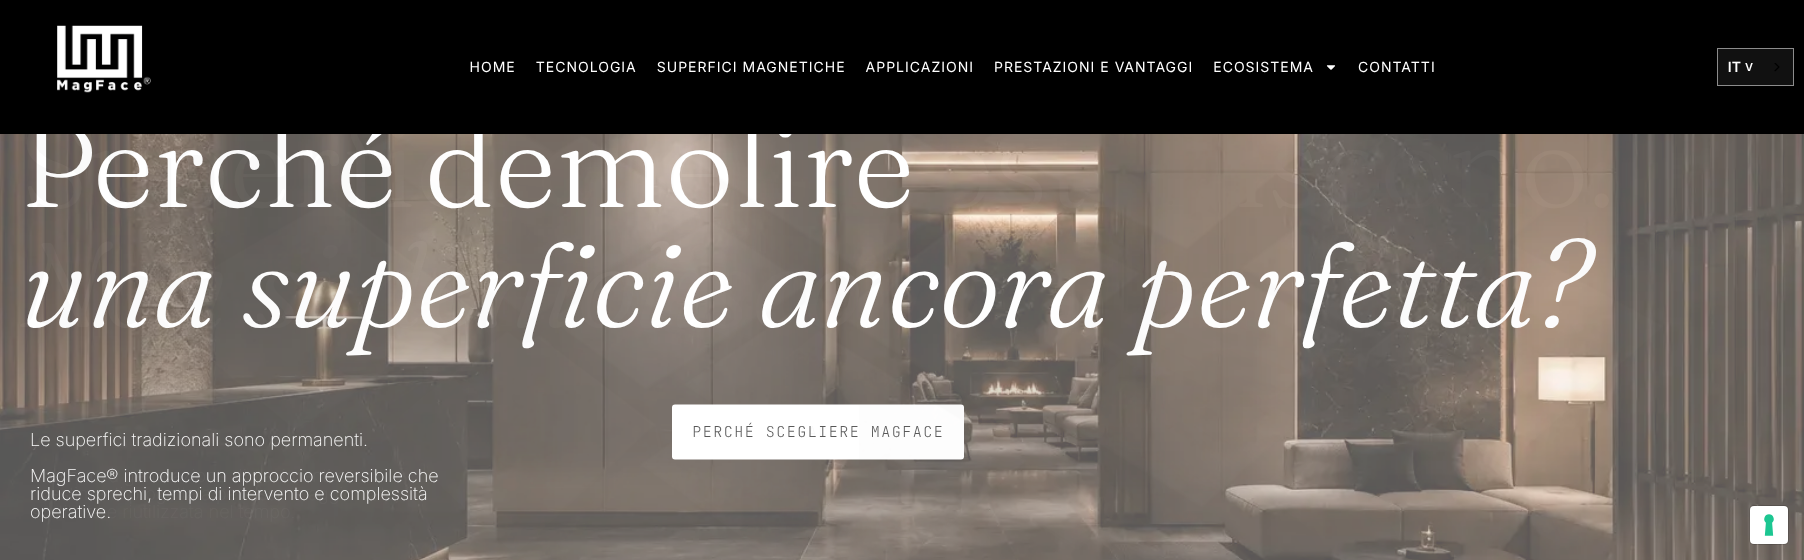 MagFace®
HOME TECNOLOGIA SUPERFICI MAGNETICHE APPLICAZIONI PRESTAZIONI E VANTAGGI ECOSISTEMA CONTATTI
IT v
Perché demolire
una superficie ancora perfetta?
PERCHÉ SCEGLIERE MAGFACE
Le superfici tradizionali sono permanenti.
MagFace® introduce un approccio reversibile che
riduce sprechi, tempi di intervento e complessità
operative.